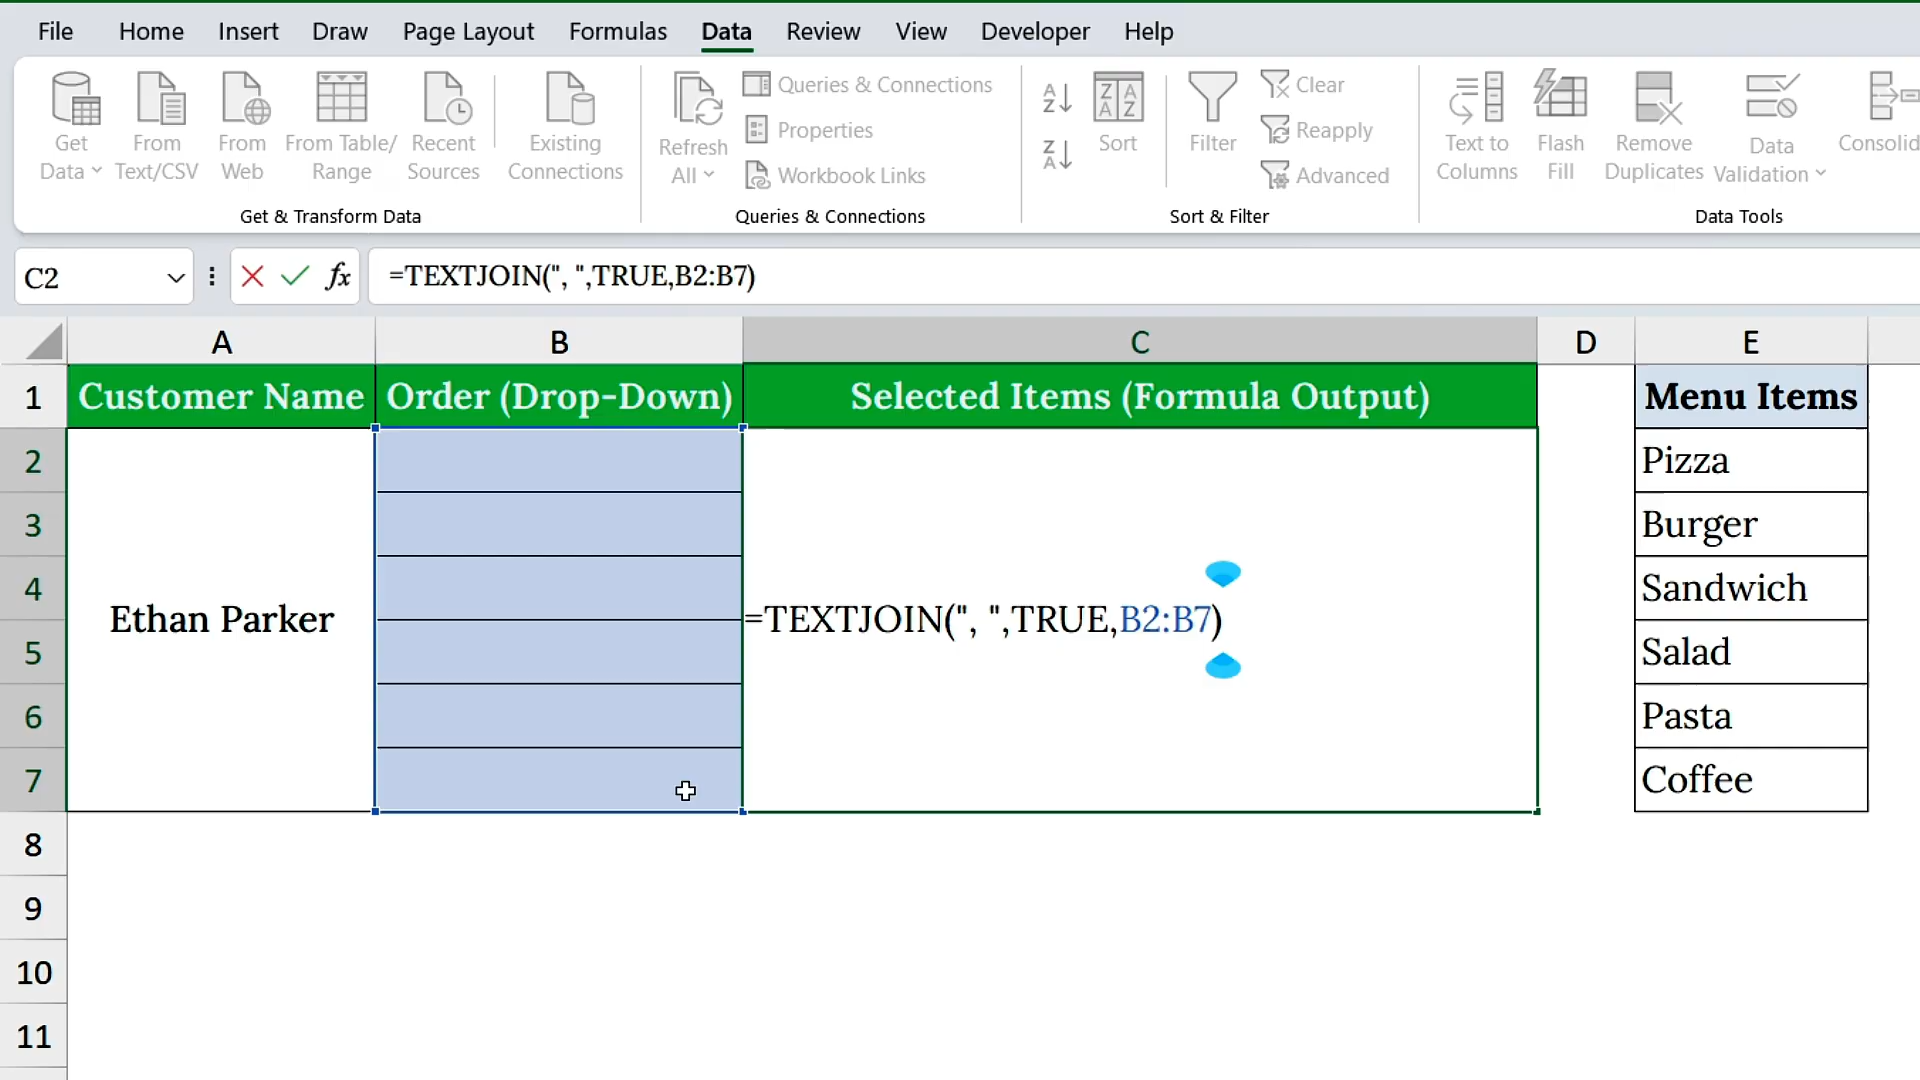 File Home Insert Draw Page Layout Formulas Data Review View Developer Help
Get Data
From Text/CSV
From Web
From Table/ Range
Recent Sources
Existing Connections
Get & Transform Data
Refresh All
Queries & Connections
Properties
Workbook Links
Queries & Connections
A Z
Z A
Z A A Z
Sort
Filter
Clear
Reapply
Advanced
Sort & Filter
Text to Columns
Flash Fill
Remove Duplicates
Data Validation
Consolid
Data Tools
C2 fx =TEXTJOIN(", ",TRUE,B2:B7)
A B C D E
1 Customer Name Order (Drop-Down) Selected Items (Formula Output) Menu Items
2 Pizza
3 Burger
4 Sandwich
Ethan Parker =TEXTJOIN(", ",TRUE,B2:B7)
5 Salad
6 Pasta
7 Coffee
8
9
10
11